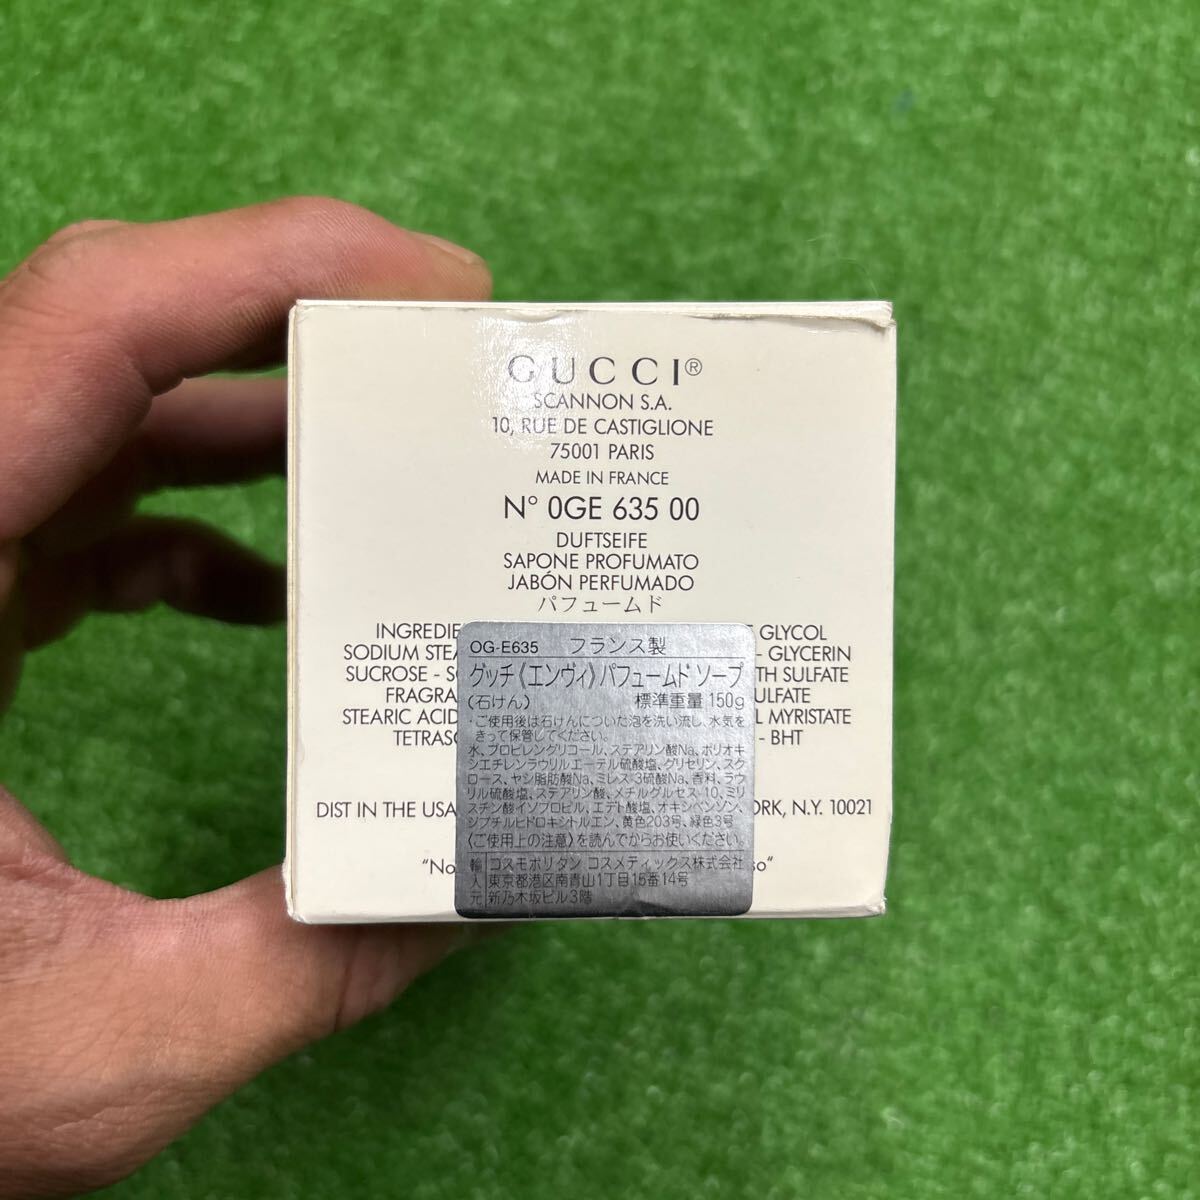 GUCCI®
SCANNON S.A.
10, RUE DE CASTIGLIONE
75001 PARIS
MADE IN FRANCE
N° 0GE 635 00
DUFTSEIFE
SAPONE PROFUMATO
JABÓN PERFUMADO
パフュームド
INGREDIE GLYCOL
SODIUM STEA - GLYCERIN
SUCROSE - TH SULFATE
FRAGRA SULFATE
STEARIC ACID L MYRISTATE
TETRAS - BHT
DIST IN THE USA ORK, N.Y. 10021
"No so"
OG-E635 フランス製
グッチ《エンヴィ》パフュームド ソープ
(石けん) 標準重量 150g
・ご使用後は石けんについた泡を洗い流し、水気を
きって保管してください。
水、プロピレングリコール、ステアリン酸Na、ポリオキ
シエチレンラウリルエーテル硫酸塩、グリセリン、スク
ロース、ヤシ脂肪酸Na、ミレス-3硫酸Na、香料、ラウ
リル硫酸塩、ステアリン酸、メチルグルセス-10、ミリ
スチン酸イソプロピル、エデト酸塩、オキシベンゾン、
ジブチルヒドロキシトルエン、黄色203号、緑色3号
〈ご使用上の注意〉を読んでからお使いください。
輸 コスモポリタン コスメティックス株式会社
入 東京都港区南青山1丁目15番14号
元 新乃木坂ビル3階